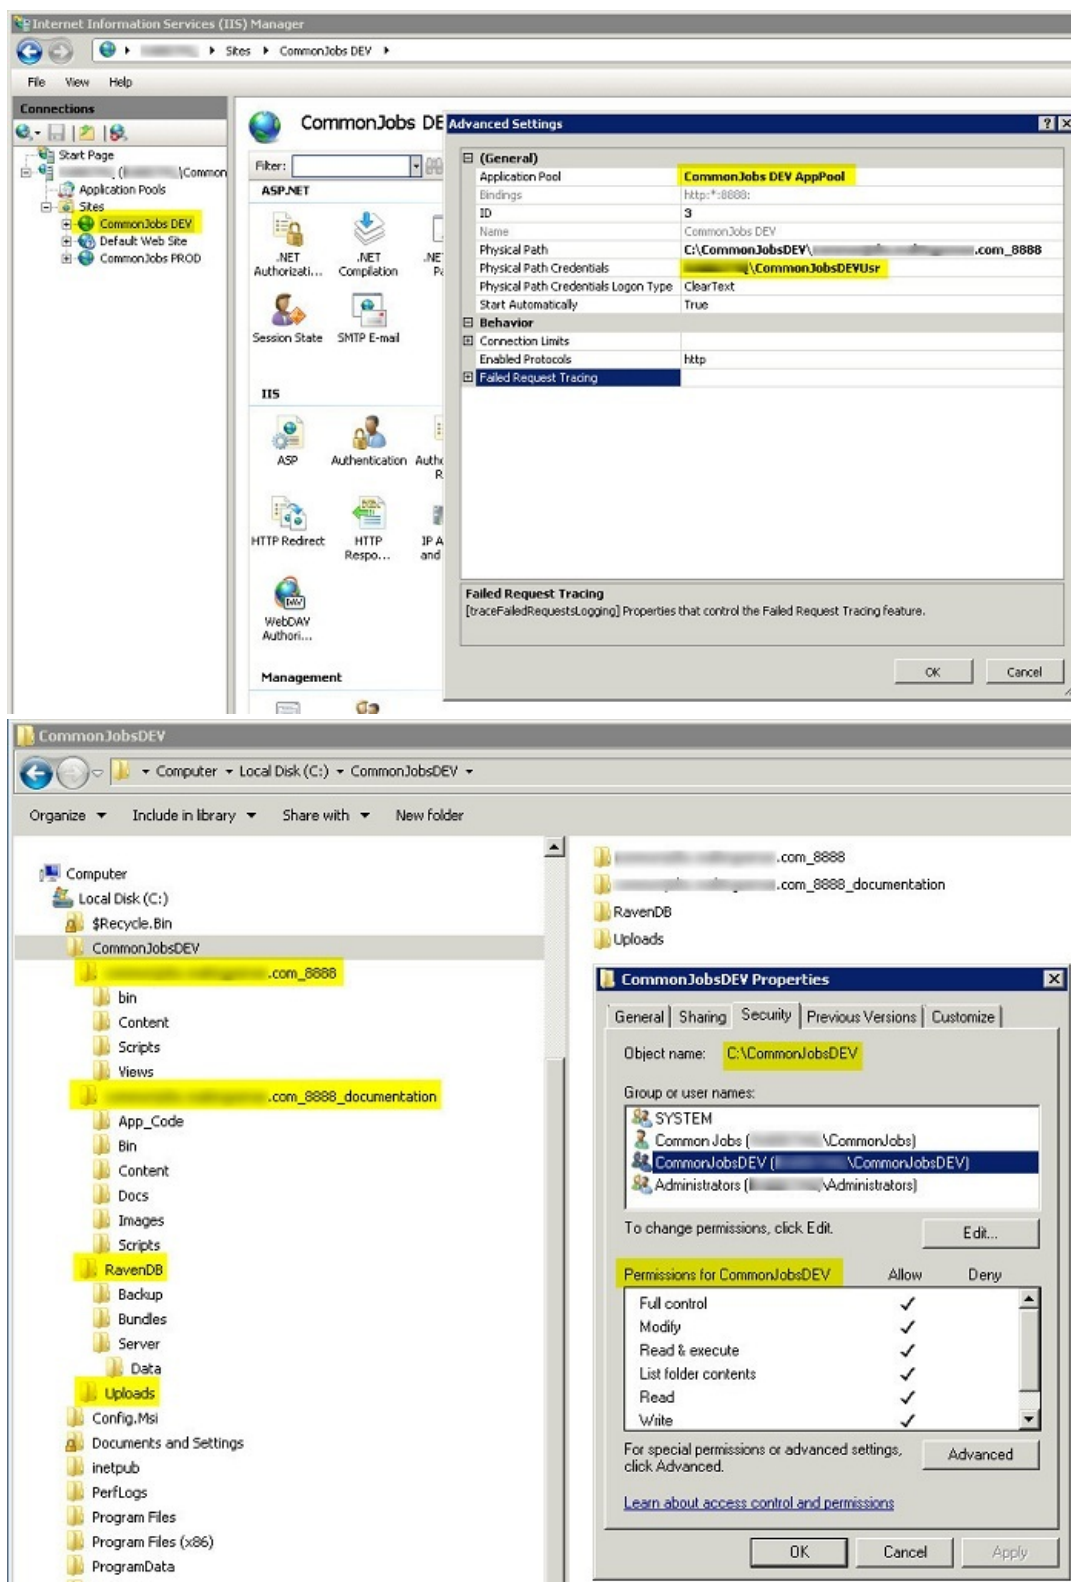 Internet Information Services (IIS) Manager
Sites CommonJobs DEV
File View Help
Connections
Start Page
( \Common
Application Pools
Sites
CommonJobs DEV
Default Web Site
CommonJobs PROD
CommonJobs DE
Filter:
ASP.NET
.NET Authorizati...
.NET Compilation
.NE
Pa
Session State
SMTP E-mail
IIS
ASP
Authentication
Autho
R
HTTP Redirect
HTTP Respo...
IP A
and
WebDAV Authori...
Management
Advanced Settings
(General)
Application Pool CommonJobs DEV AppPool
Bindings http:*:8888:
ID 3
Name CommonJobs DEV
Physical Path C:\CommonJobsDEV\ .com_8888
Physical Path Credentials \CommonJobsDEVUsr
Physical Path Credentials Logon Type ClearText
Start Automatically True
Behavior
Connection Limits
Enabled Protocols http
Failed Request Tracing
Failed Request Tracing
[traceFailedRequestsLogging] Properties that control the Failed Request Tracing feature.
OK Cancel
CommonJobsDEV
Computer Local Disk (C:) CommonJobsDEV
Organize Include in library Share with New folder
Computer
Local Disk (C:)
$Recycle.Bin
CommonJobsDEV
.com_8888
bin
Content
Scripts
Views
.com_8888_documentation
App_Code
Bin
Content
Docs
Images
Scripts
RavenDB
Backup
Bundles
Server
Data
Uploads
Config.Msi
Documents and Settings
inetpub
PerfLogs
Program Files
Program Files (x86)
ProgramData
.com_8888
.com_8888_documentation
RavenDB
Uploads
CommonJobsDEV Properties
General Sharing Security Previous Versions Customize
Object name: C:\CommonJobsDEV
Group or user names:
SYSTEM
Common Jobs ( \CommonJobs)
CommonJobsDEV ( \CommonJobsDEV)
Administrators ( \Administrators)
To change permissions, click Edit.
Edit...
Permissions for CommonJobsDEV Allow Deny
Full control
Modify
Read & execute
List folder contents
Read
Write
For special permissions or advanced settings,
click Advanced.
Advanced
Learn about access control and permissions
OK Cancel Apply